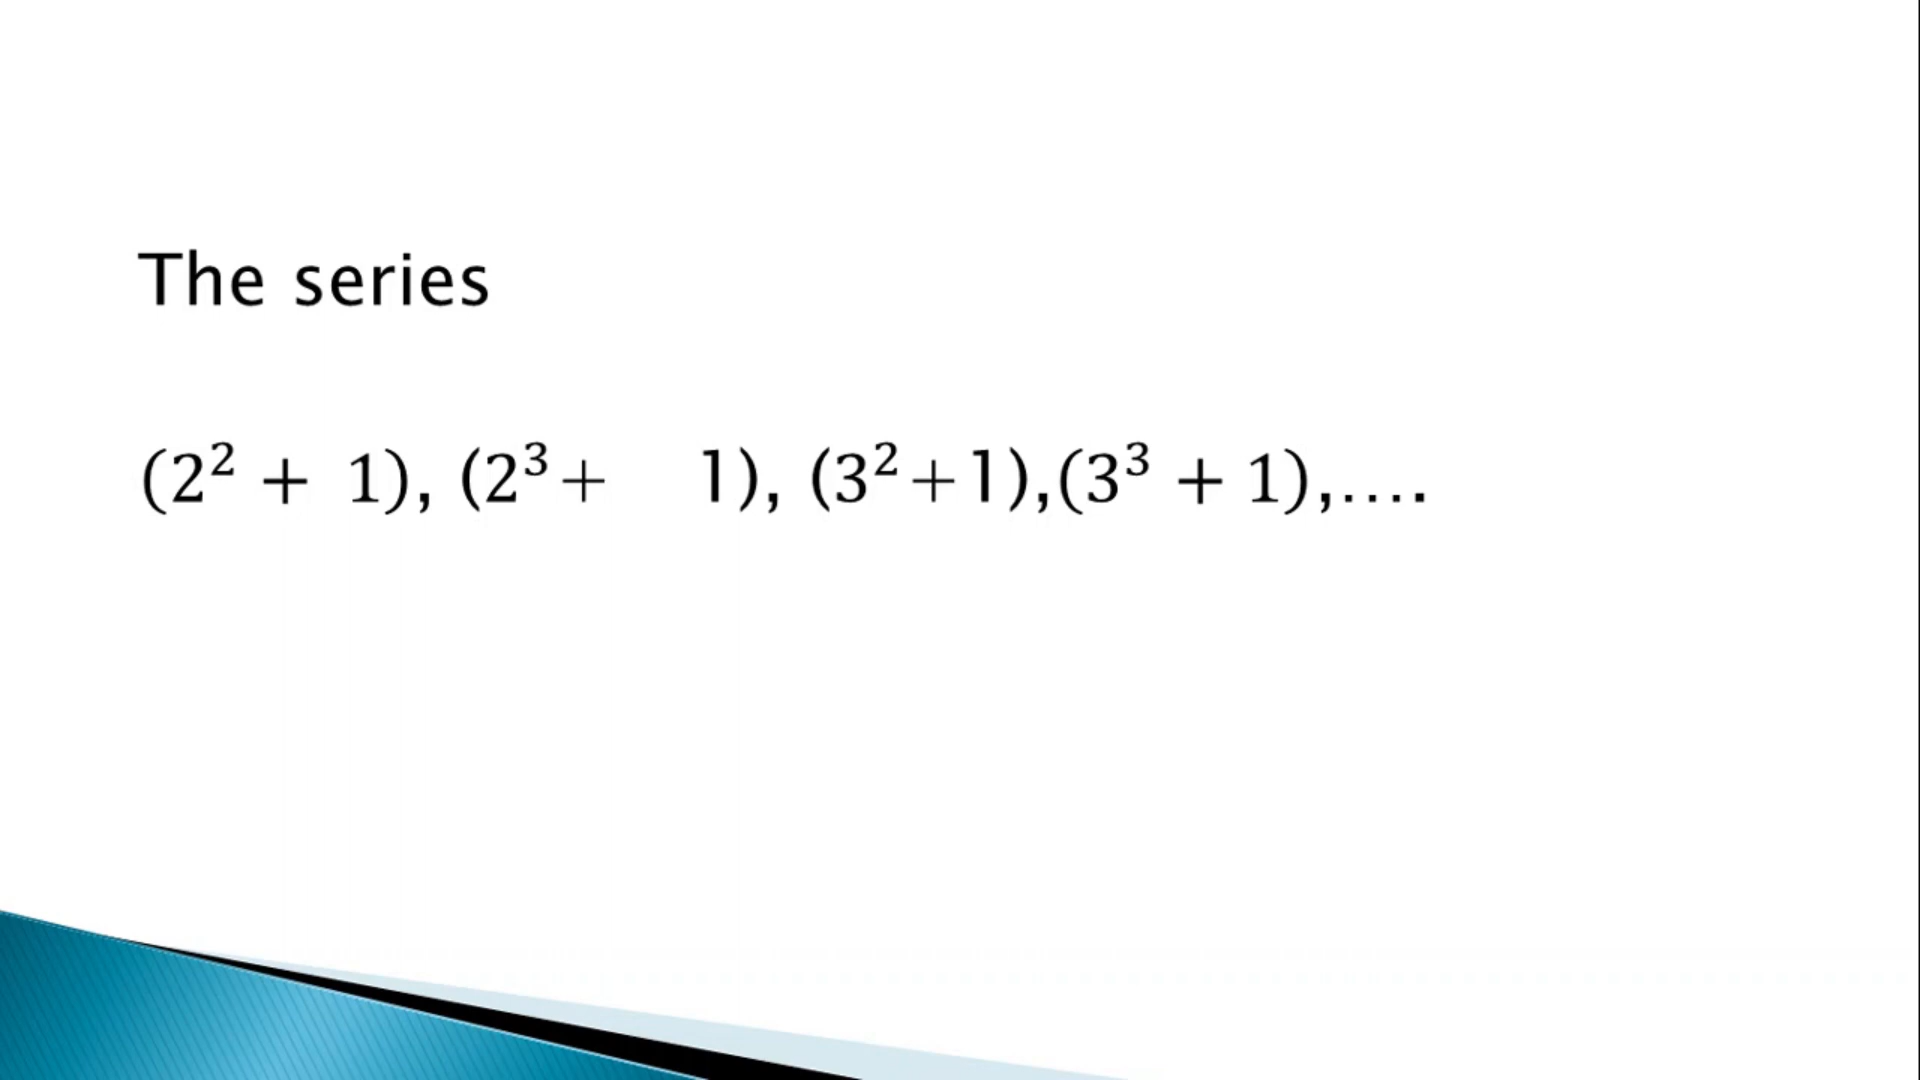 The series
(2² + 1), (2³+ 1), (3²+1),(3³ + 1),....